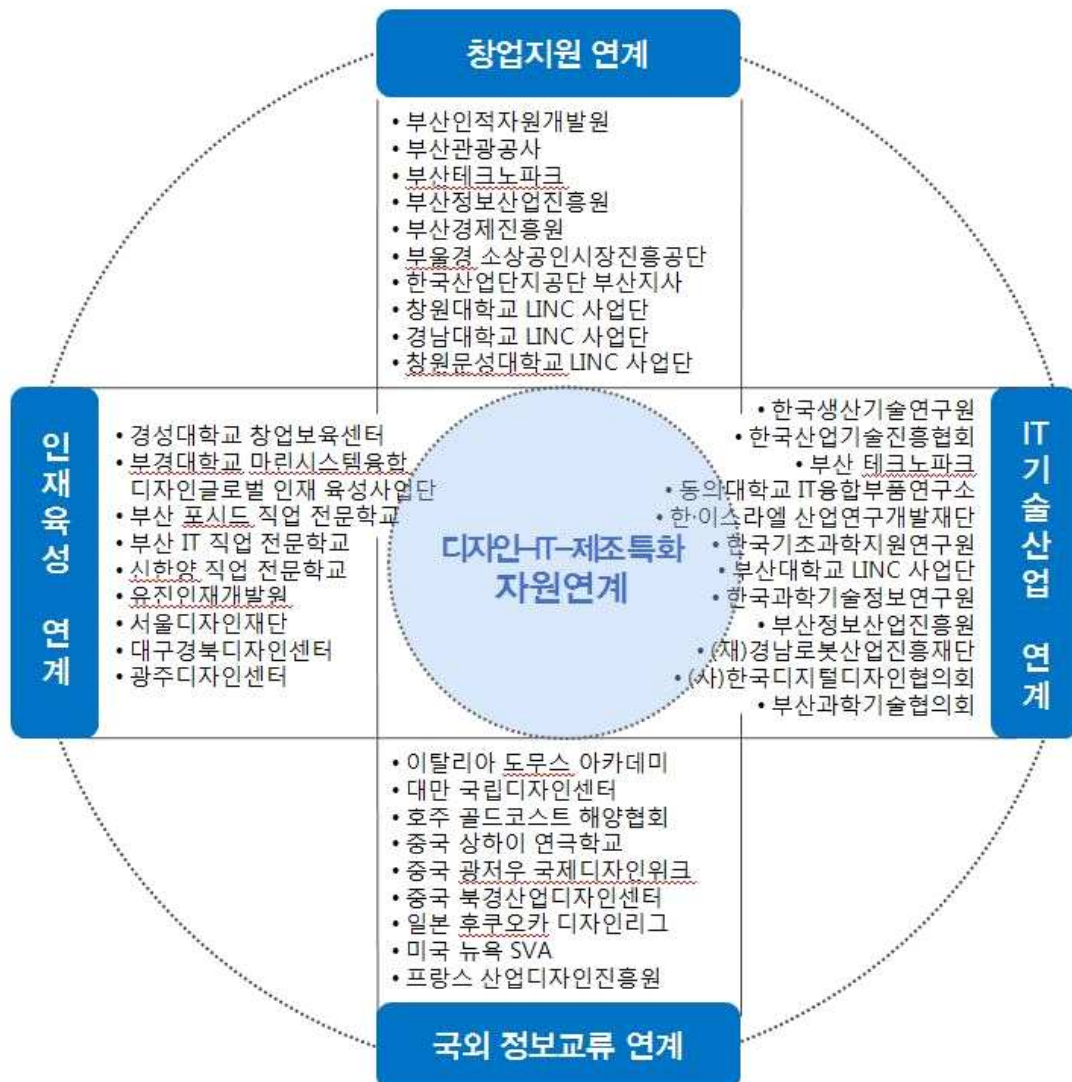 창업지원 연계
• 부산인적자원개발원
• 부산관광공사
• 부산테크노파크
• 부산정보산업진흥원
• 부산경제진흥원
• 부울경 소상공인시장진흥공단
• 한국산업단지공단 부산지사
• 창원대학교 LINC 사업단
• 경남대학교 LINC 사업단
• 창원문성대학교 LINC 사업단
인재육성 연계
• 경성대학교 창업보육센터
• 부경대학교 마린시스템융합
디자인글로벌 인재 육성사업단
• 부산 포시드 직업 전문학교
• 부산 IT 직업 전문학교
• 신한양 직업 전문학교
• 유진인재개발원
• 서울디자인재단
• 대구경북디자인센터
• 광주디자인센터
디자인-IT-제조특화
자원연계
• 한국생산기술연구원
• 한국산업기술진흥협회
• 부산 테크노파크
• 동의대학교 IT융합부품연구소
• 한·이스라엘 산업연구개발재단
• 한국기초과학지원연구원
• 부산대학교 LINC 사업단
• 한국과학기술정보연구원
• 부산정보산업진흥원
• (재)경남로봇산업진흥재단
• (사)한국디지털디자인협의회
• 부산과학기술협의회
IT기술산업 연계
• 이탈리아 도무스 아카데미
• 대만 국립디자인센터
• 호주 골드코스트 해양협회
• 중국 상하이 연극학교
• 중국 광저우 국제디자인위크
• 중국 북경산업디자인센터
• 일본 후쿠오카 디자인리그
• 미국 뉴욕 SVA
• 프랑스 산업디자인진흥원
국외 정보교류 연계